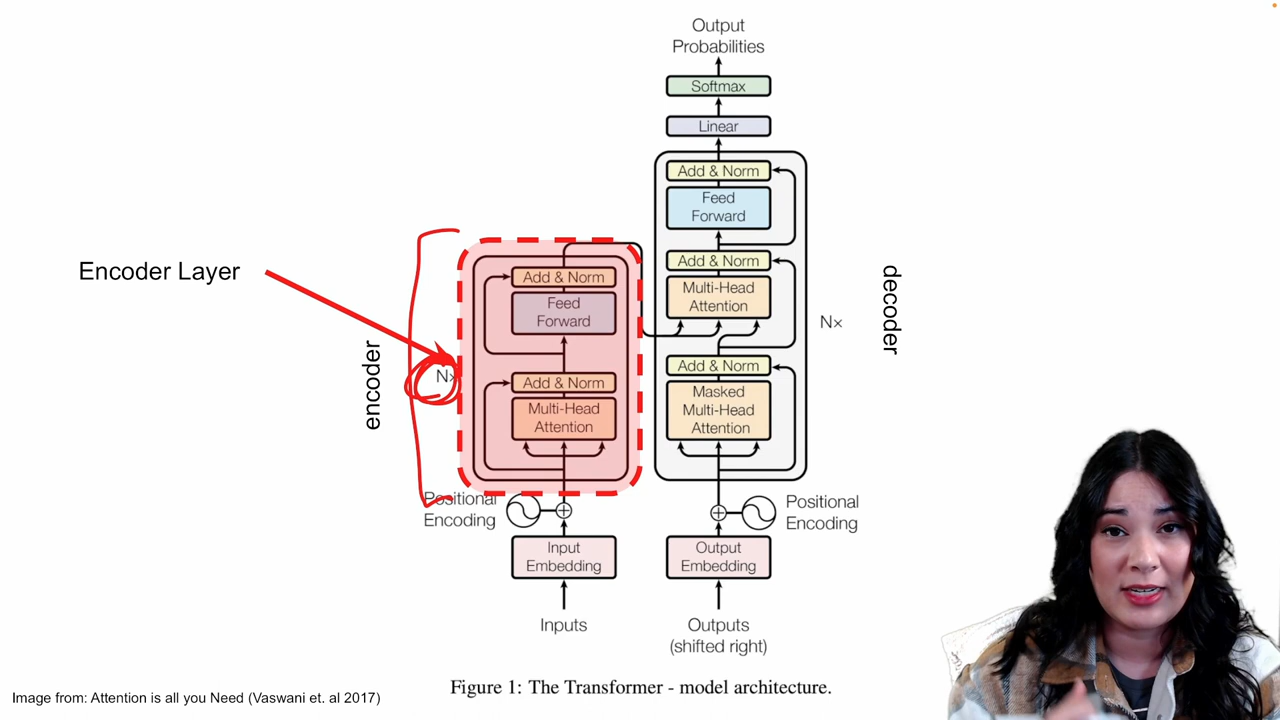 Output
Probabilities
Softmax
Linear
Add & Norm
Feed
Forward
Add & Norm
Multi-Head
Attention
Add & Norm
Masked
Multi-Head
Attention
Nx
decoder
Encoder Layer
encoder
Nx
Add & Norm
Feed
Forward
Add & Norm
Multi-Head
Attention
Positional
Encoding
Positional
Encoding
Input
Embedding
Output
Embedding
Inputs
Outputs
(shifted right)
Figure 1: The Transformer - model architecture.
Image from: Attention is all you Need (Vaswani et. al 2017)